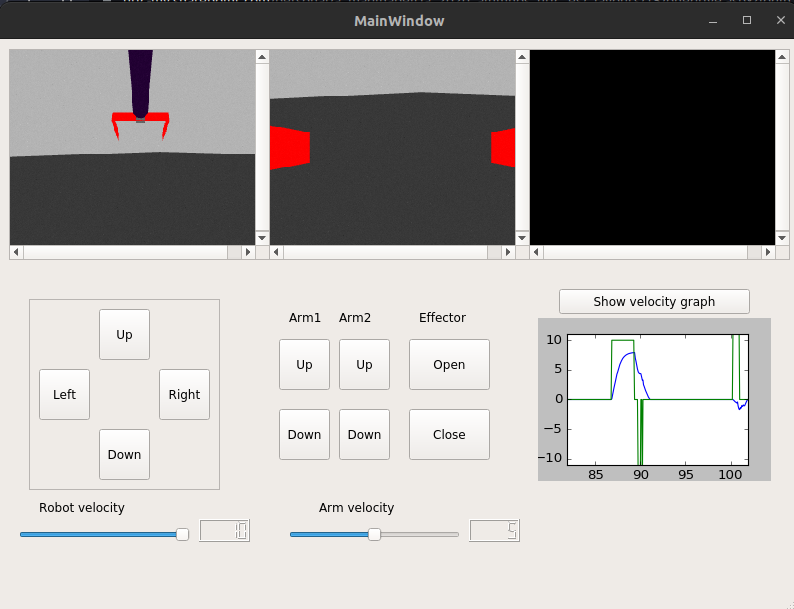 MainWindow
Show velocity graph
Arm1 Arm2 Effector
Up
Up Up Open
Left Right
Down Down Close
Down
Robot velocity Arm velocity
10 5
10
5
0
−5
−10
85 90 95 100